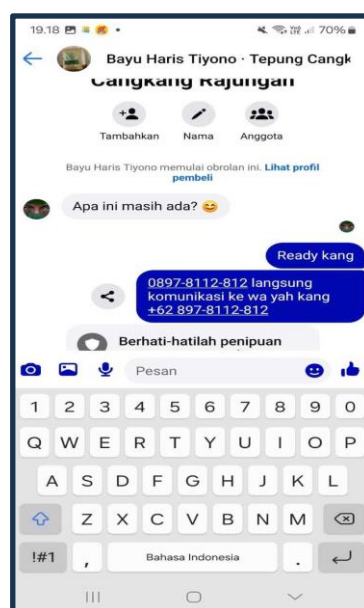 19.18
70%
Bayu Haris Tiyono · Tepung Cangk
Cangkang Rajungan
Tambahkan
Nama
Anggota
Bayu Haris Tiyono memulai obrolan ini. Lihat profil
pembeli
Apa ini masih ada?
Ready kang
0897-8112-812 langsung
komunikasi ke wa yah kang
+62 897-8112-812
Berhati-hatilah penipuan
Pesan
1 2 3 4 5 6 7 8 9 0
Q W E R T Y U I O P
A S D F G H J K L
Z X C V B N M
!#1 , Bahasa Indonesia .